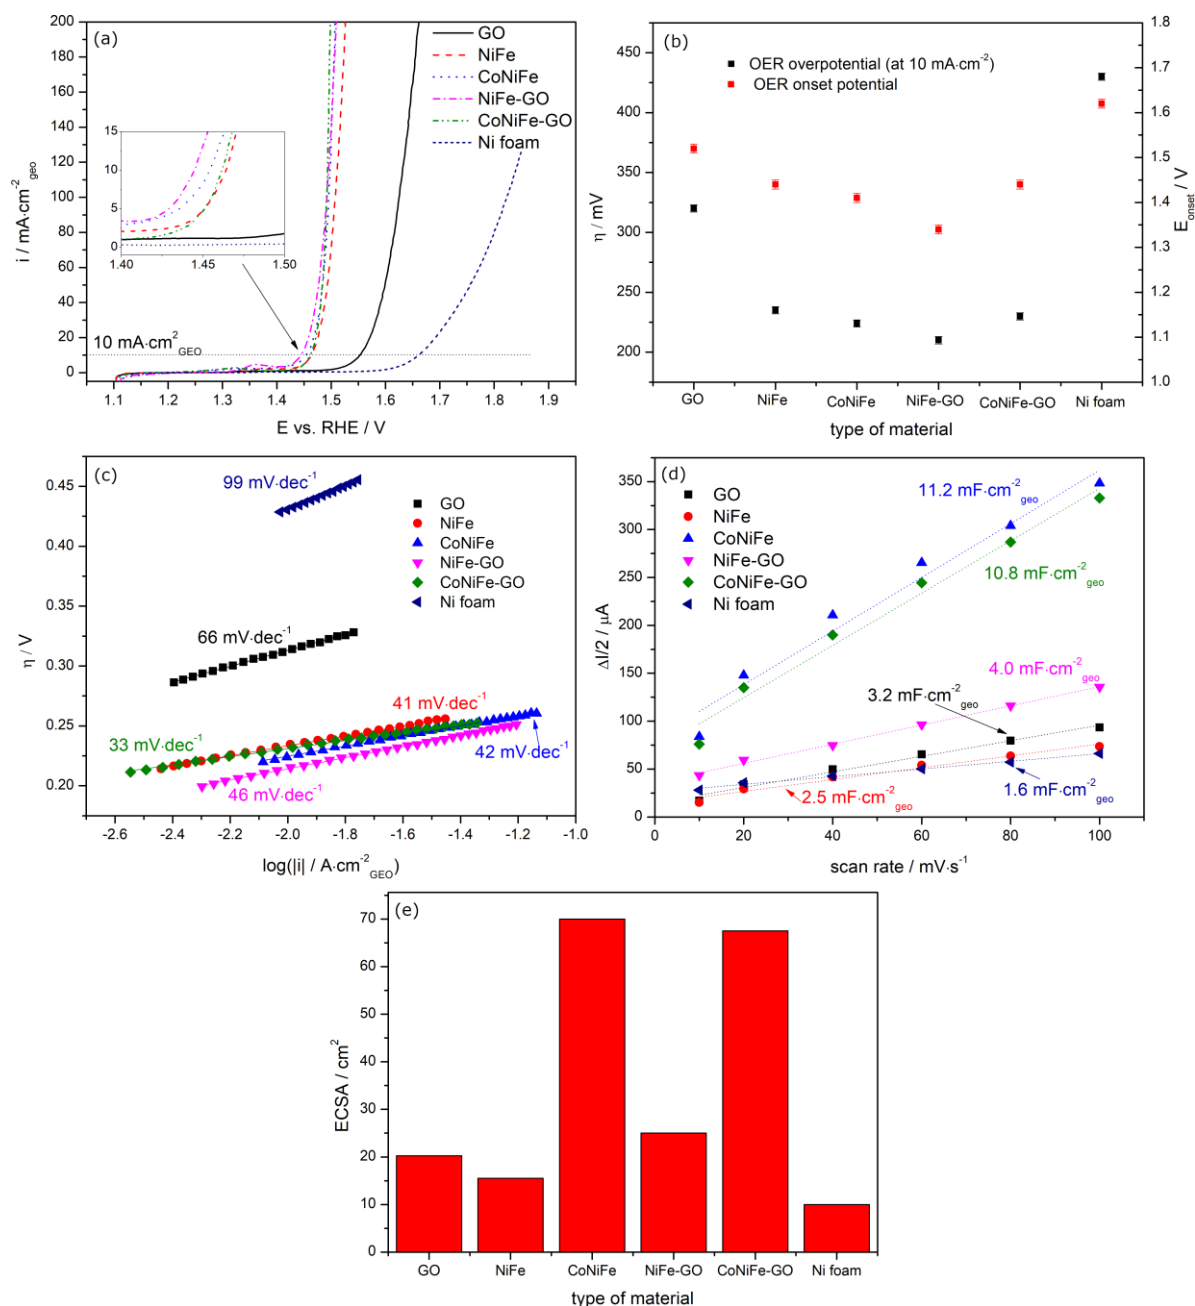 (a)
GO
NiFe
CoNiFe
NiFe-GO
CoNiFe-GO
Ni foam
200
180
160
140
120
100
80
60
40
20
0
i / mA·cm⁻²geo
15
10
5
0
1.40 1.45 1.50
10 mA·cm²GEO
1.1 1.2 1.3 1.4 1.5 1.6 1.7 1.8 1.9
E vs. RHE / V
(b)
OER overpotential (at 10 mA·cm⁻²)
OER onset potential
450
400
350
300
250
200
η / mV
1.8
1.7
1.6
1.5
1.4
1.3
1.2
1.1
1.0
E onset / V
GO NiFe CoNiFe NiFe-GO CoNiFe-GO Ni foam
type of material
(c)
99 mV·dec⁻¹
GO
NiFe
CoNiFe
NiFe-GO
CoNiFe-GO
Ni foam
66 mV·dec⁻¹
41 mV·dec⁻¹
33 mV·dec⁻¹
42 mV·dec⁻¹
46 mV·dec⁻¹
0.45
0.40
0.35
0.30
0.25
0.20
η / V
-2.6 -2.4 -2.2 -2.0 -1.8 -1.6 -1.4 -1.2 -1.0
log(|i| / A·cm⁻²GEO)
(d)
GO
NiFe
CoNiFe
NiFe-GO
CoNiFe-GO
Ni foam
11.2 mF·cm⁻²geo
10.8 mF·cm⁻²geo
4.0 mF·cm⁻²geo
3.2 mF·cm⁻²geo
2.5 mF·cm⁻²geo
1.6 mF·cm⁻²geo
350
300
250
200
150
100
50
0
ΔI/2 / μA
0 20 40 60 80 100
scan rate / mV·s⁻¹
(e)
70
60
50
40
30
20
10
0
ECSA / cm²
GO NiFe CoNiFe NiFe-GO CoNiFe-GO Ni foam
type of material